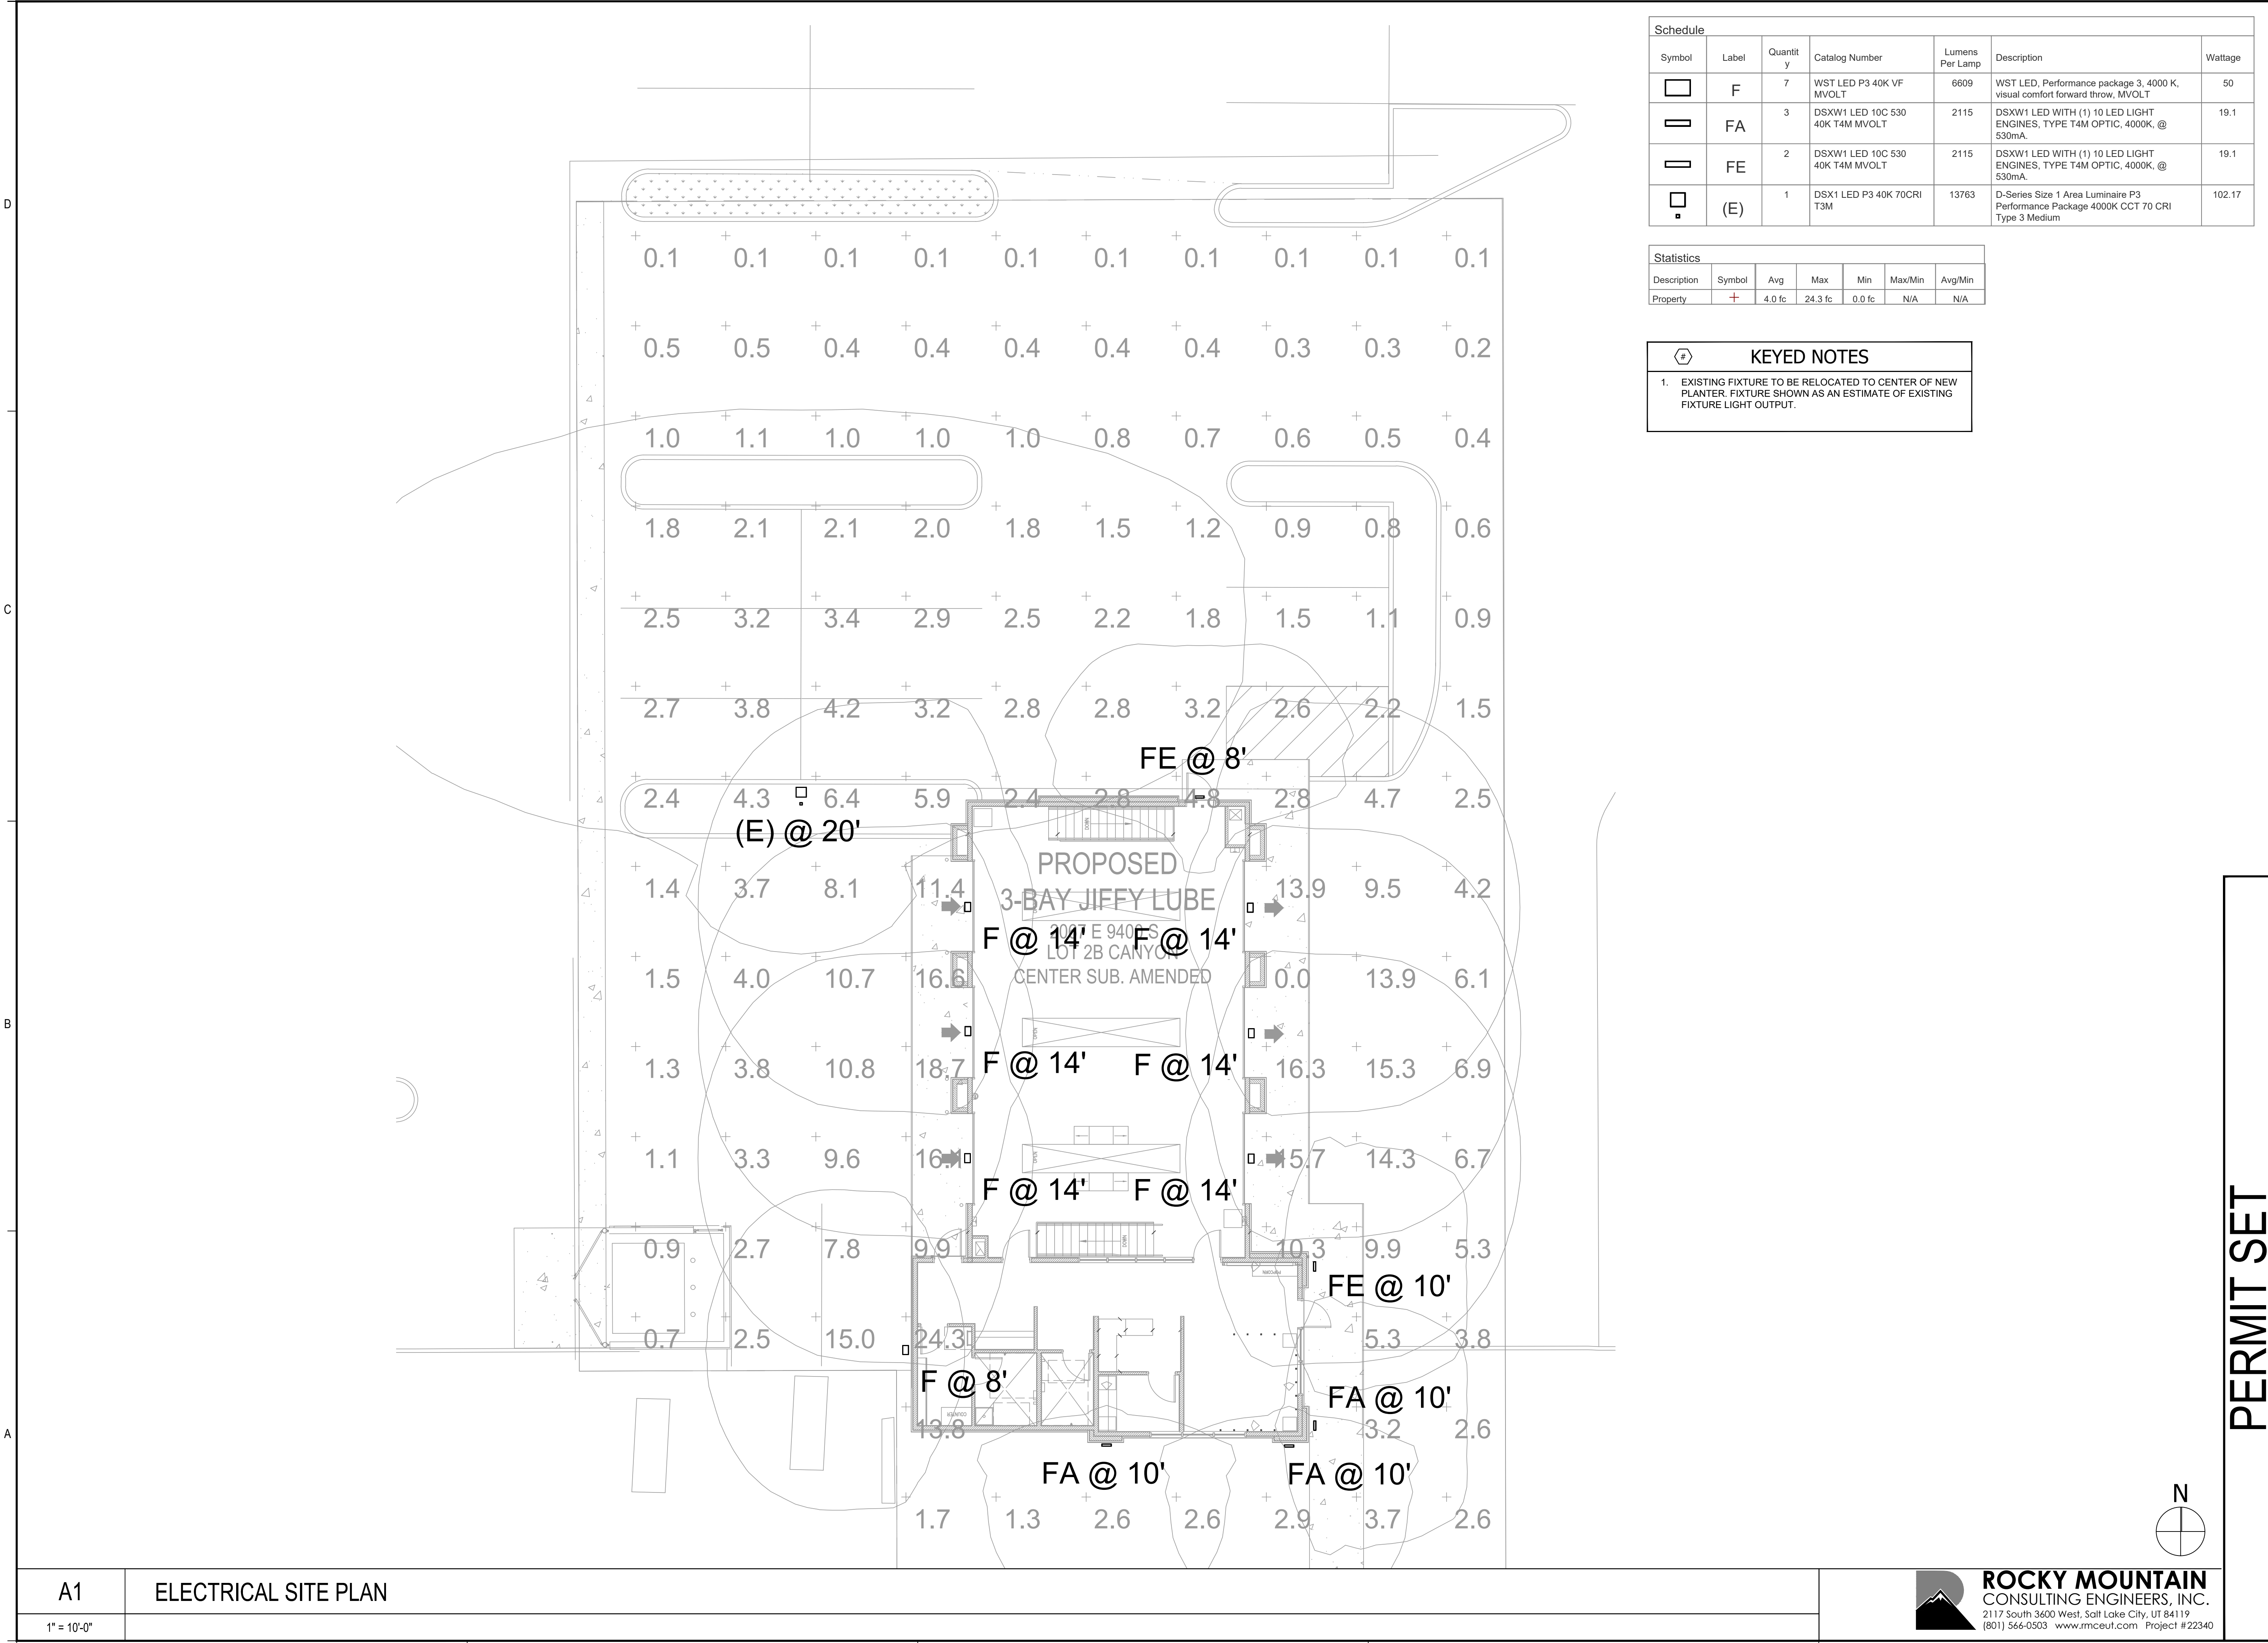 Schedule
Symbol Label Quantit y Catalog Number Lumens Per Lamp Description Wattage
F 7 WST LED P3 40K VF MVOLT 6609 WST LED, Performance package 3, 4000 K, visual comfort forward throw, MVOLT 50
FA 3 DSXW1 LED 10C 530 40K T4M MVOLT 2115 DSXW1 LED WITH (1) 10 LED LIGHT ENGINES, TYPE T4M OPTIC, 4000K, @ 530mA. 19.1
FE 2 DSXW1 LED 10C 530 40K T4M MVOLT 2115 DSXW1 LED WITH (1) 10 LED LIGHT ENGINES, TYPE T4M OPTIC, 4000K, @ 530mA. 19.1
(E) 1 DSX1 LED P3 40K 70CRI T3M 13763 D-Series Size 1 Area Luminaire P3 Performance Package 4000K CCT 70 CRI Type 3 Medium 102.17
Statistics
Description Symbol Avg Max Min Max/Min Avg/Min
Property + 4.0 fc 24.3 fc 0.0 fc N/A N/A
# KEYED NOTES
1. EXISTING FIXTURE TO BE RELOCATED TO CENTER OF NEW
PLANTER. FIXTURE SHOWN AS AN ESTIMATE OF EXISTING
FIXTURE LIGHT OUTPUT.
D
C
B
A
0.1 0.1 0.1 0.1 0.1 0.1 0.1 0.1 0.1 0.1
0.5 0.5 0.4 0.4 0.4 0.4 0.4 0.3 0.3 0.2
1.0 1.1 1.0 1.0 1.0 0.8 0.7 0.6 0.5 0.4
1.8 2.1 2.1 2.0 1.8 1.5 1.2 0.9 0.8 0.6
2.5 3.2 3.4 2.9 2.5 2.2 1.8 1.5 1.1 0.9
2.7 3.8 4.2 3.2 2.8 2.8 3.2 2.6 2.2 1.5
FE @ 8'
2.4 4.3 6.4 5.9 2.4 2.8 4.8 2.8 4.7 2.5
(E) @ 20'
PROPOSED
1.4 3.7 8.1 11.4 13.9 9.5 4.2
3-BAY JIFFY LUBE
E 9400 S
F @ 14' F @ 14'
LOT 2B CANYON
CENTER SUB. AMENDED
1.5 4.0 10.7 16.6 0.0 13.9 6.1
1.3 3.8 10.8 18.7 16.3 15.3 6.9
F @ 14' F @ 14'
1.1 3.3 9.6 16.1 15.7 14.3 6.7
F @ 14' F @ 14'
0.9 2.7 7.8 9.9 10.3 9.9 5.3
POPCORN
FE @ 10'
0.7 2.5 15.0 24.3 5.3 3.8
F @ 8'
FA @ 10'
COUNTER
13.8 3.2 2.6
FA @ 10' FA @ 10'
1.7 1.3 2.6 2.6 2.9 3.7 2.6
N
PERMIT SET
A1 ELECTRICAL SITE PLAN
1" = 10'-0"
ROCKY MOUNTAIN
CONSULTING ENGINEERS, INC.
2117 South 3600 West, Salt Lake City, UT 84119
(801) 566-0503 www.rmceut.com Project #22340